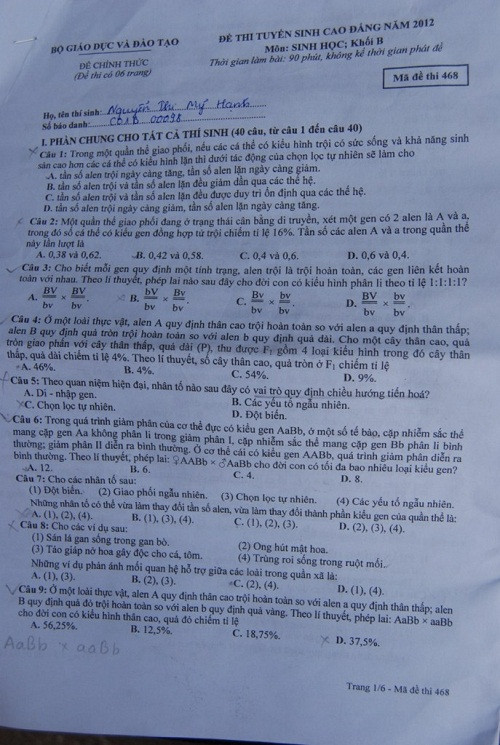 BỘ GIÁO DỤC VÀ ĐÀO TẠO
ĐỀ CHÍNH THỨC
(Đề thi có 06 trang)
ĐỀ THI TUYỂN SINH CAO ĐẲNG NĂM 2012
Môn: SINH HỌC; Khối B
Thời gian làm bài: 90 phút, không kể thời gian phát đề
Mã đề thi 468
Họ, tên thí sinh: Nguyễn Thị Mỹ Hạnh
Số báo danh: CDAB 00098
I. PHẦN CHUNG CHO TẤT CẢ THÍ SINH (40 câu, từ câu 1 đến câu 40)
Câu 1: Trong một quần thể giao phối, nếu các cá thể có kiểu hình trội có sức sống và khả năng sinh
sản cao hơn các cá thể có kiểu hình lặn thì dưới tác động của chọn lọc tự nhiên sẽ làm cho
A. tần số alen trội ngày càng tăng, tần số alen lặn ngày càng giảm.
B. tần số alen trội và tần số alen lặn đều giảm dần qua các thế hệ.
C. tần số alen trội và tần số alen lặn đều được duy trì ổn định qua các thế hệ.
D. tần số alen trội ngày càng giảm, tần số alen lặn ngày càng tăng.
Câu 2: Một quần thể giao phối đang ở trạng thái cân bằng di truyền, xét một gen có 2 alen là A và a,
trong đó số cá thể có kiểu gen đồng hợp tử trội chiếm tỉ lệ 16%. Tần số các alen A và a trong quần thể
này lần lượt là
A. 0,38 và 0,62. B. 0,42 và 0,58. C. 0,4 và 0,6. D. 0,6 và 0,4.
Câu 3: Cho biết mỗi gen quy định một tính trạng, alen trội là trội hoàn toàn, các gen liên kết hoàn
toàn với nhau. Theo lí thuyết, phép lai nào sau đây cho đời con có kiểu hình phân li theo tỉ lệ 1:1:1:1?
A. BV/bv × BV/bv. B. bV/bv × Bv/bv. C. Bv/bv × bv/bv. D. BV/bv × bv/bv.
Câu 4: Ở một loài thực vật, alen A quy định thân cao trội hoàn toàn so với alen a quy định thân thấp;
alen B quy định quả tròn trội hoàn toàn so với alen b quy định quả dài. Cho một cây thân cao, quả
tròn giao phấn với cây thân thấp, quả dài (P), thu được F₁ gồm 4 loại kiểu hình trong đó cây thân
thấp, quả dài chiếm tỉ lệ 4%. Theo lí thuyết, số cây thân cao, quả tròn ở F₁ chiếm tỉ lệ
A. 46%. B. 4%. C. 54%. D. 9%.
Câu 5: Theo quan niệm hiện đại, nhân tố nào sau đây có vai trò quy định chiều hướng tiến hoá?
A. Di - nhập gen. B. Các yếu tố ngẫu nhiên.
C. Chọn lọc tự nhiên. D. Đột biến.
Câu 6: Trong quá trình giảm phân của cơ thể đực có kiểu gen AaBb, ở một số tế bào, cặp nhiễm sắc thể
mang cặp gen Aa không phân li trong giảm phân I, cặp nhiễm sắc thể mang cặp gen Bb phân li bình
thường; giảm phân II diễn ra bình thường. Ở cơ thể cái có kiểu gen AABb, quá trình giảm phân diễn ra
bình thường. Theo lí thuyết, phép lai: ♀AABb × ♂AaBb cho đời con có tối đa bao nhiêu loại kiểu gen?
A. 12. B. 6. C. 4. D. 8.
Câu 7: Cho các nhân tố sau:
(1) Đột biến. (2) Giao phối ngẫu nhiên. (3) Chọn lọc tự nhiên. (4) Các yếu tố ngẫu nhiên.
Những nhân tố có thể vừa làm thay đổi tần số alen, vừa làm thay đổi thành phần kiểu gen của quần thể là:
A. (1), (2), (4). B. (1), (3), (4). C. (1), (2), (3). D. (2), (3), (4).
Câu 8: Cho các ví dụ sau:
(1) Sán lá gan sống trong gan bò. (2) Ong hút mật hoa.
(3) Tảo giáp nở hoa gây độc cho cá, tôm. (4) Trùng roi sống trong ruột mối.
Những ví dụ phản ánh mối quan hệ hỗ trợ giữa các loài trong quần xã là:
A. (1), (3). B. (2), (3). C. (2), (4). D. (1), (4).
Câu 9: Ở một loài thực vật, alen A quy định thân cao trội hoàn toàn so với alen a quy định thân thấp; alen
B quy định quả đỏ trội hoàn toàn so với alen b quy định quả vàng. Theo lí thuyết, phép lai: AaBb × aaBb
cho đời con có kiểu hình thân cao, quả đỏ chiếm tỉ lệ
A. 56,25%. B. 12,5%. C. 18,75%. D. 37,5%.
AaBb × aaBb
Trang 1/6 - Mã đề thi 468